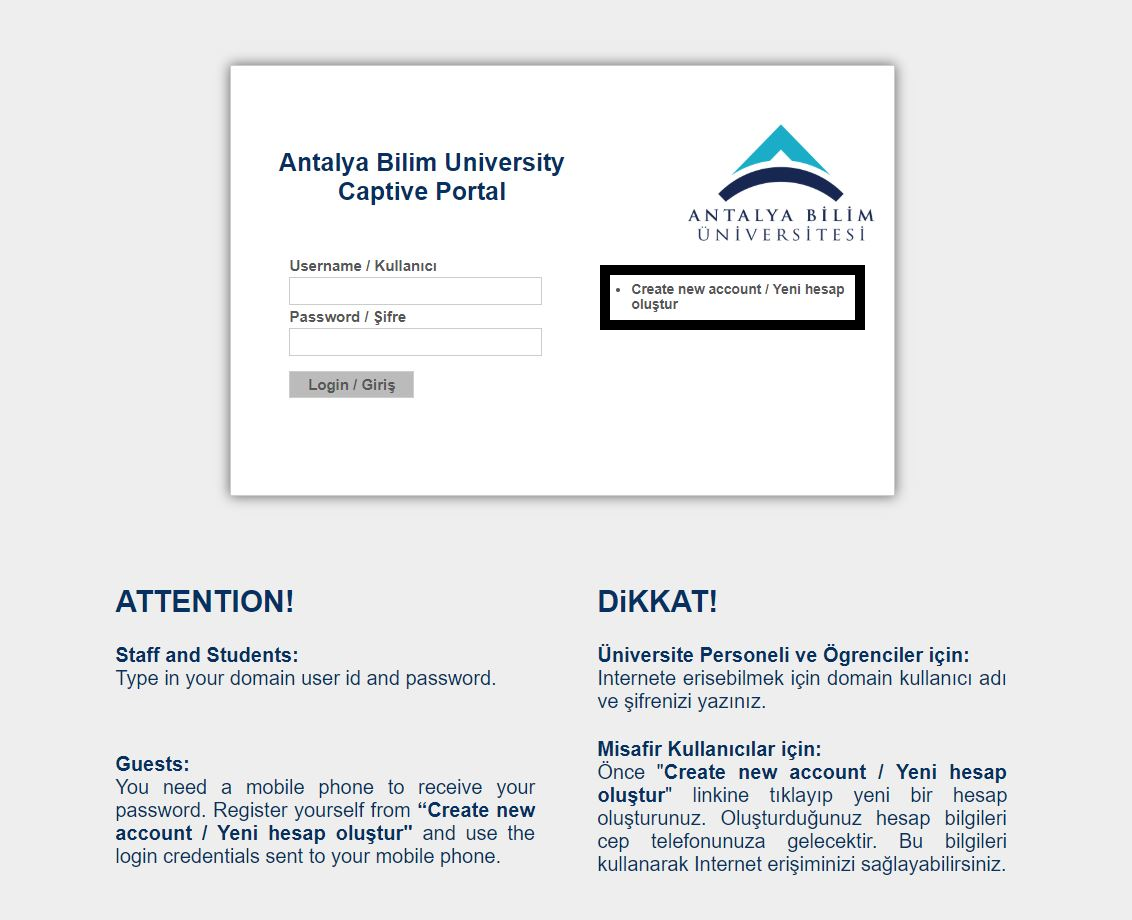 Antalya Bilim University
Captive Portal
ANTALYA BİLİM
ÜNİVERSİTESİ
Username / Kullanıcı
Password / Şifre
Login / Giriş
• Create new account / Yeni hesap
oluştur
ATTENTION!
Staff and Students:
Type in your domain user id and password.
Guests:
You need a mobile phone to receive your
password. Register yourself from “Create new
account / Yeni hesap oluştur" and use the
login credentials sent to your mobile phone.
DiKKAT!
Üniversite Personeli ve Ögrenciler için:
Internete erisebilmek için domain kullanıcı adı
ve şifrenizi yazınız.
Misafir Kullanıcılar için:
Önce "Create new account / Yeni hesap
oluştur" linkine tıklayıp yeni bir hesap
oluşturunuz. Oluşturduğunuz hesap bilgileri
cep telefonunuza gelecektir. Bu bilgileri
kullanarak Internet erişiminizi sağlayabilirsiniz.